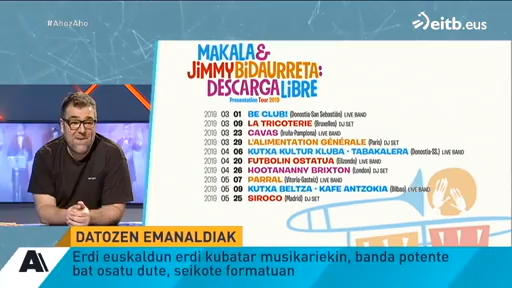 #AhozAho
eitb.eus
MAKALA &
JiMMY BiDAURRETA:
DESCARGA LiBRE
Presentation Tour 2019
2019 03 01 BE CLUB! (Donostia-San Sebastián) LIVE BAND
2019 03 09 LA TRICOTERIE (Bruxelles) DJ SET
2019 03 23 CAVAS (Iruña-Pamplona) LIVE BAND
2019 03 29 L'ALIMENTATION GÉNÉRALE (Paris) DJ SET
2019 04 06 KUTXA KULTUR KLUBA - TABAKALERA (Donostia-SS.) LIVE BAND
2019 04 20 FUTBOLIN OSTATUA (Elizondo) LIVE BAND
2019 04 26 HOOTANANNY BRIXTON (London) DJ SET
2019 05 07 PARRAL (Vitoria-Gasteiz) LIVE BAND
2019 05 09 KUTXA BELTZA - KAFE ANTZOKIA (Bilbao) LIVE BAND
2019 05 25 SIROCO (Madrid) DJ SET
DATOZEN EMANALDIAK
Erdi euskaldun erdi kubatar musikariekin, banda potente
bat osatu dute, seikote formatuan